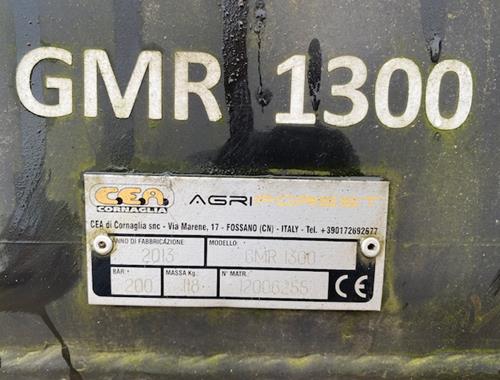 GMR 1300
C.E.A. AGRIFOREST
CORNAGLIA
CEA di Cornaglia snc - Via Marene, 17 - FOSSANO (CN) - ITALY - Tel. +390172692677
ANNO DI FABBRICAZIONE MODELLO
2013 GMR 1300
BAR MASSA Kg. N° MATR.
200 118 12006255 CE